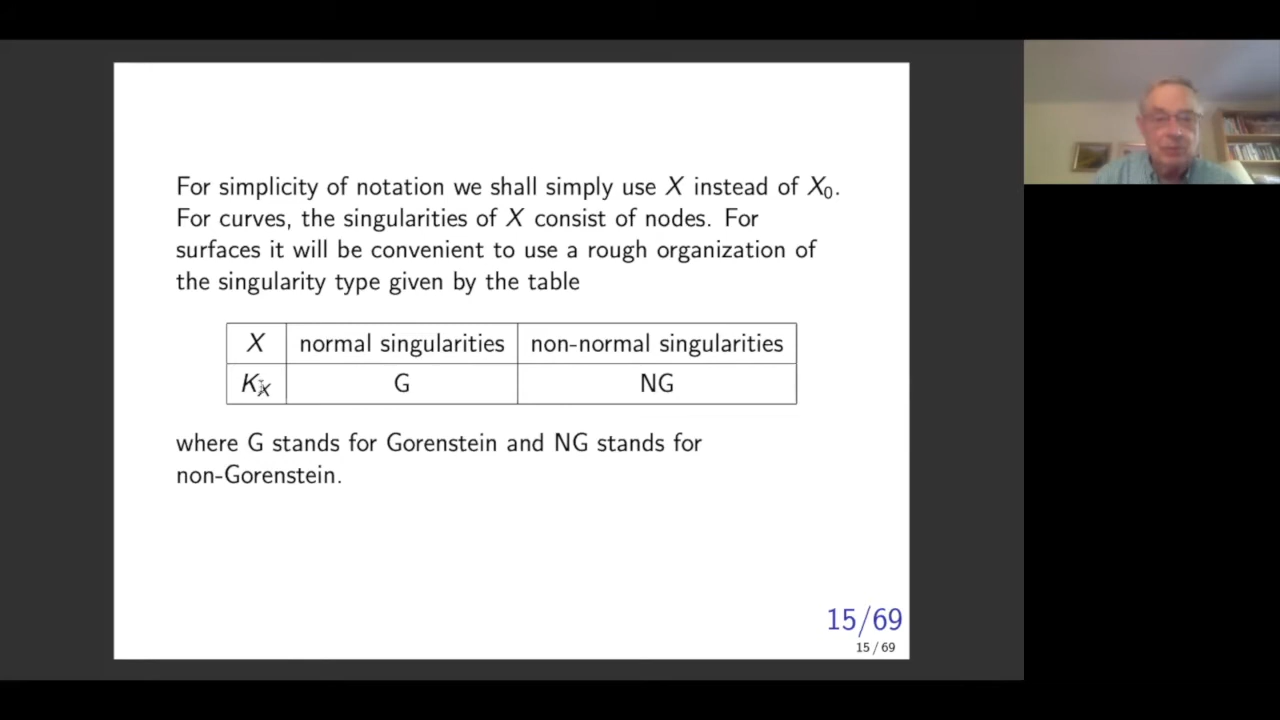 For simplicity of notation we shall simply use X instead of X₀.
For curves, the singularities of X consist of nodes. For
surfaces it will be convenient to use a rough organization of
the singularity type given by the table
X normal singularities non-normal singularities
K_X G NG
where G stands for Gorenstein and NG stands for
non-Gorenstein.
15/69
15 / 69